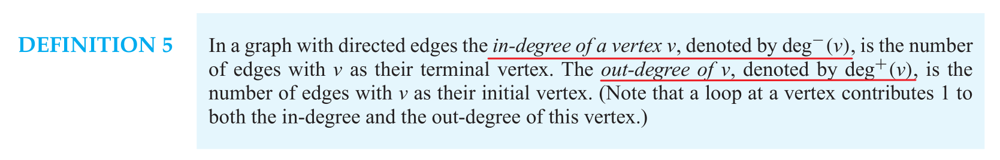 DEFINITION 5
In a graph with directed edges the in-degree of a vertex v, denoted by deg⁻(v), is the number
of edges with v as their terminal vertex. The out-degree of v, denoted by deg⁺(v), is the
number of edges with v as their initial vertex. (Note that a loop at a vertex contributes 1 to
both the in-degree and the out-degree of this vertex.)